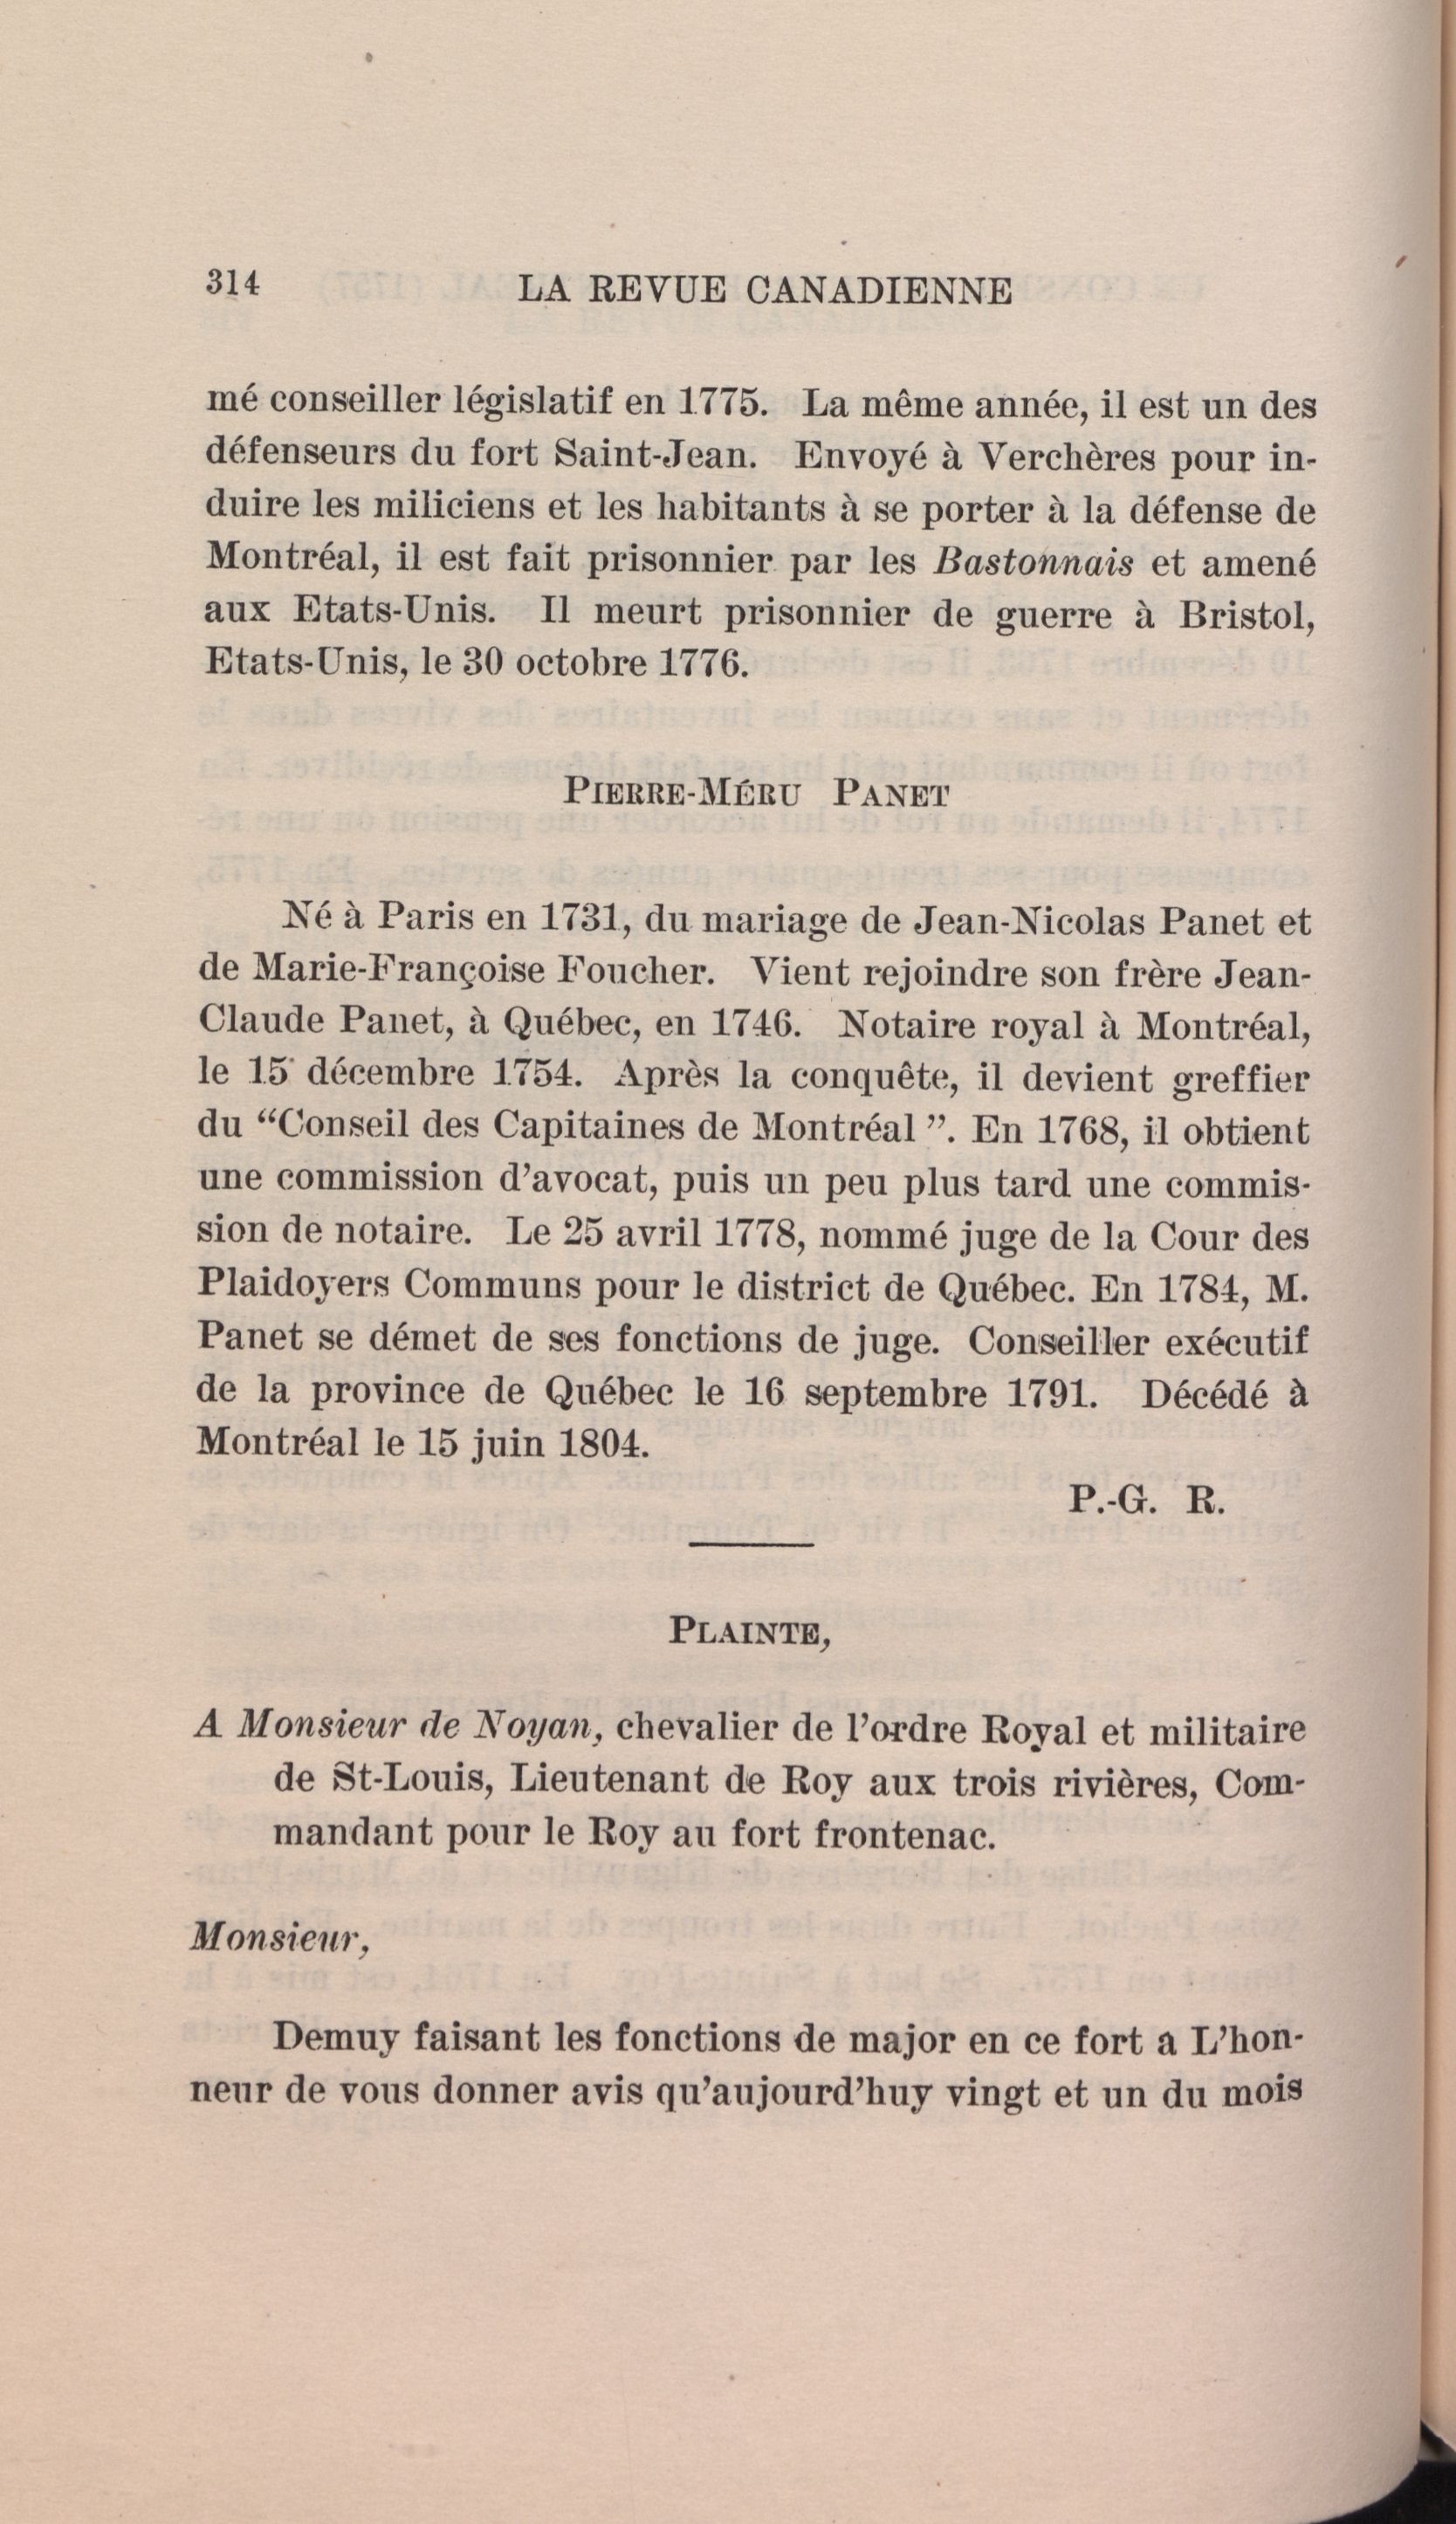 314 LA REVUE CANADIENNE
mé conseiller législatif en 1775. La même année, il est un des
défenseurs du fort Saint-Jean. Envoyé à Verchères pour in-
duire les miliciens et les habitants à se porter à la défense de
Montréal, il est fait prisonnier par les Bastonnais et amené
aux Etats-Unis. Il meurt prisonnier de guerre à Bristol,
Etats-Unis, le 30 octobre 1776.
PIERRE-MÉRU PANET
Né à Paris en 1731, du mariage de Jean-Nicolas Panet et
de Marie-Françoise Foucher. Vient rejoindre son frère Jean-
Claude Panet, à Québec, en 1746. Notaire royal à Montréal,
le 15 décembre 1754. Après la conquête, il devient greffier
du “Conseil des Capitaines de Montréal ”. En 1768, il obtient
une commission d’avocat, puis un peu plus tard une commis-
sion de notaire. Le 25 avril 1778, nommé juge de la Cour des
Plaidoyers Communs pour le district de Québec. En 1784, M.
Panet se démet de ses fonctions de juge. Conseiller exécutif
de la province de Québec le 16 septembre 1791. Décédé à
Montréal le 15 juin 1804.
P.-G. R.
PLAINTE,
A Monsieur de Noyan, chevalier de l’ordre Royal et militaire
de St-Louis, Lieutenant de Roy aux trois rivières, Com-
mandant pour le Roy au fort frontenac.
Monsieur,
Demuy faisant les fonctions de major en ce fort a L’hon-
neur de vous donner avis qu’aujourd’huy vingt et un du mois